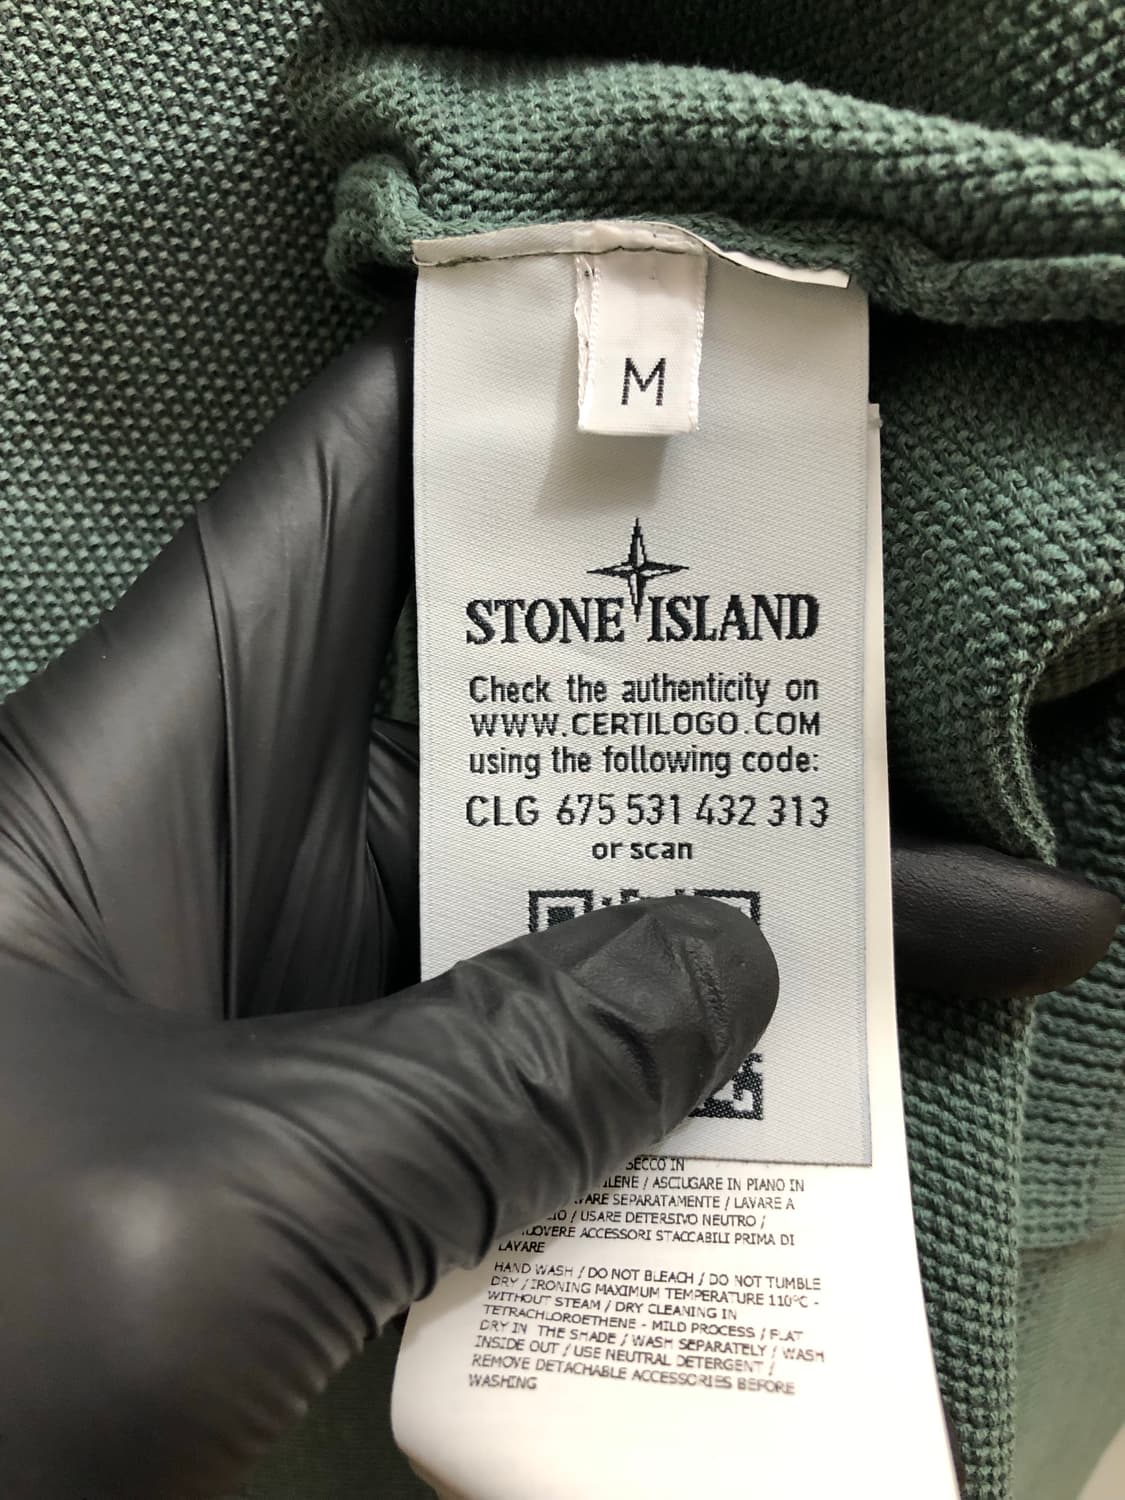 M
STONE ISLAND
Check the authenticity on
WWW.CERTILOGO.COM
using the following code:
CLG 675 531 432 313
or scan
SECCO IN
/ ASCIUGARE IN PIANO IN
SEPARATAMENTE / LAVARE A
/ USARE DETERSIVO NEUTRO /
ACCESSORI STACCABILI PRIMA DI
LAVARE
HAND WASH / DO NOT BLEACH / DO NOT TUMBLE
DRY / IRONING MAXIMUM TEMPERATURE 110°C -
WITHOUT STEAM / DRY CLEANING IN
TETRACHLOROETHENE - MILD PROCESS / FLAT
DRY IN THE SHADE / WASH SEPARATELY / WASH
INSIDE OUT / USE NEUTRAL DETERGENT /
REMOVE DETACHABLE ACCESSORIES BEFORE
WASHING